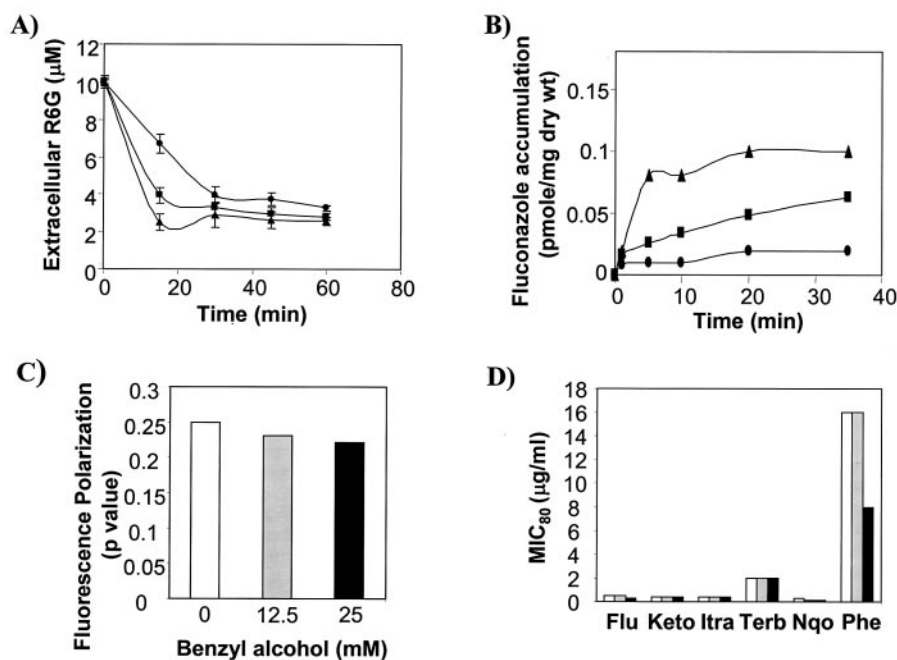 A)
Extracellular R6G (μM)
12
10
8
6
4
2
0
0 20 40 60 80
Time (min)
B)
Fluconazole accumulation
(pmole/mg dry wt)
0.15
0.1
0.05
0
0 10 20 30 40
Time (min)
C)
Fluorescence Polarization
(p value)
0.3
0.25
0.2
0.15
0.1
0.05
0
0 12.5 25
Benzyl alcohol (mM)
D)
MIC80 (μg/ml)
18
16
14
12
10
8
6
4
2
0
Flu Keto Itra Terb Nqo Phe